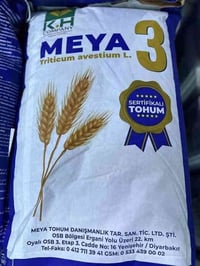 K&H
COMPANY
MEYA 3
Triticum avestium L.
SERTİFİKALI
TOHUM
MEYA TOHUM DANIŞMANLIK TAR. SAN. TİC. LTD. ŞTİ.
OSB Bölgesi Ergani Yolu Üzeri 22. km
Oyalı OSB 3. Etap 3. Cadde No: 16 Yenişehir / Diyarbakır
Tel-Faks: 0 412 711 39 41 GSM: 0 533 439 00 02